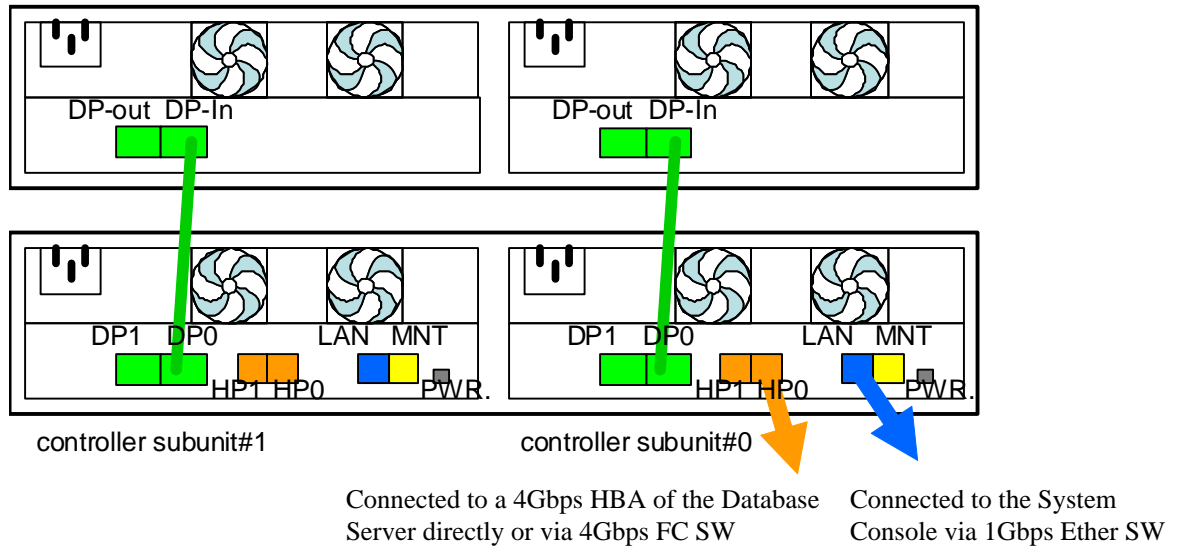 DP-out DP-In
DP-out DP-In
DP1 DP0 LAN MNT
HP1 HP0 PWR.
DP1 DP0 LAN MNT
HP1 HP0 PWR.
controller subunit#1
controller subunit#0
Connected to a 4Gbps HBA of the Database
Server directly or via 4Gbps FC SW
Connected to the System
Console via 1Gbps Ether SW